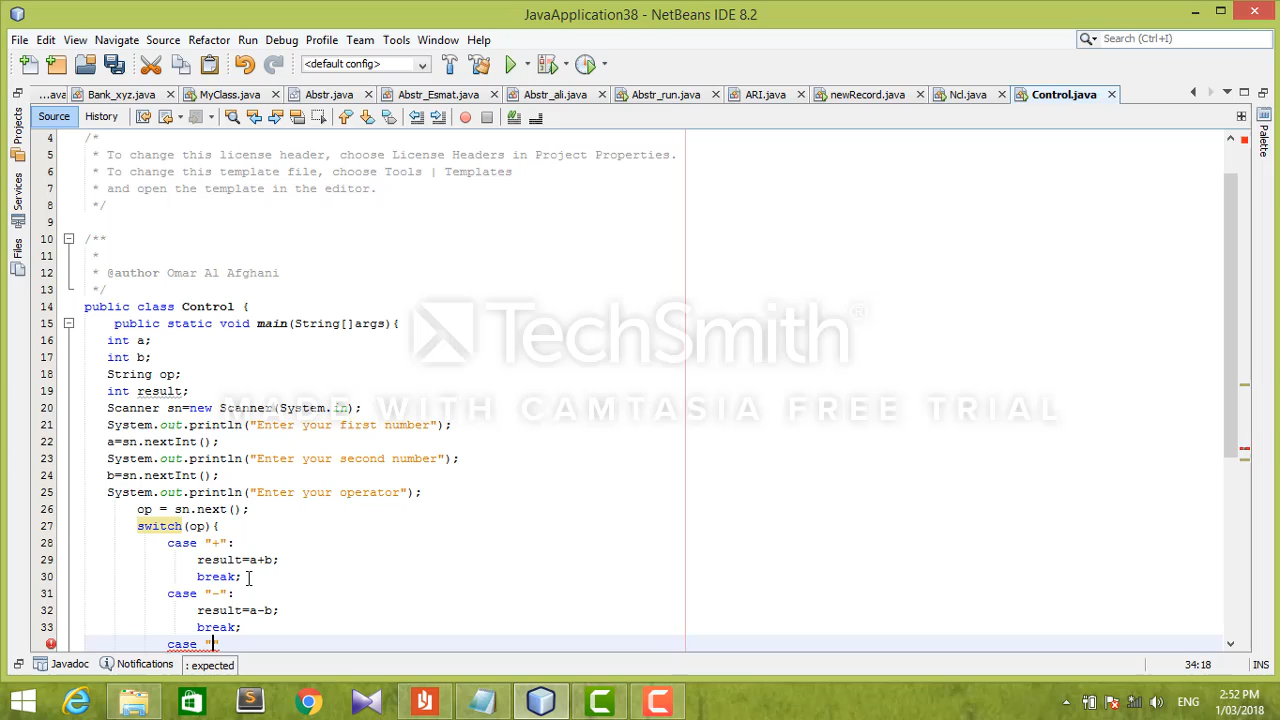 JavaApplication38 - NetBeans IDE 8.2
File Edit View Navigate Source Refactor Run Debug Profile Team Tools Window Help
Search (Ctrl+I)
<default config>
...ava Bank_xyz.java MyClass.java Abstr.java Abstr_Esmat.java Abstr_ali.java Abstr_run.java ARI.java newRecord.java Ncl.java Control.java
Source History
Projects
Services
Files
Palette
4 /*
5 * To change this license header, choose License Headers in Project Properties.
6 * To change this template file, choose Tools | Templates
7 * and open the template in the editor.
8 */
9
10 /**
11 *
12 * @author Omar Al Afghani
13 */
14 public class Control {
15 public static void main(String[]args){
16 int a;
17 int b;
18 String op;
19 int result;
20 Scanner sn=new Scanner(System.in);
21 System.out.println("Enter your first number");
22 a=sn.nextInt();
23 System.out.println("Enter your second number");
24 b=sn.nextInt();
25 System.out.println("Enter your operator");
26 op = sn.next();
27 switch(op){
28 case "+":
29 result=a+b;
30 break;
31 case "-":
32 result=a-b;
33 break;
case ""
TechSmith®
MADE WITH CAMTASIA FREE TRIAL
Javadoc Notifications : expected
34:18 INS
ENG
2:52 PM
1/03/2018